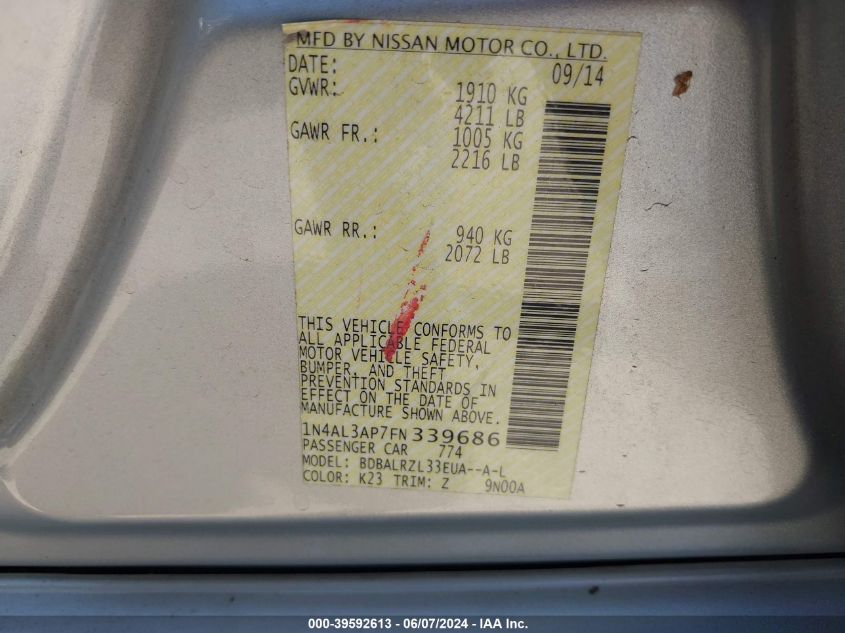 MFD BY NISSAN MOTOR CO., LTD.
DATE: 09/14
GVWR: 1910 KG
4211 LB
GAWR FR.: 1005 KG
2216 LB
GAWR RR.: 940 KG
2072 LB
THIS VEHICLE CONFORMS TO
ALL APPLICABLE FEDERAL
MOTOR VEHICLE SAFETY,
BUMPER, AND THEFT
PREVENTION STANDARDS IN
EFFECT ON THE DATE OF
MANUFACTURE SHOWN ABOVE.
1N4AL3AP7FN339686
PASSENGER CAR 774
MODEL: BDBALRZL33EUA--A-L
COLOR: K23 TRIM: Z 9N00A
000-39592613 - 06/07/2024 - IAA Inc.